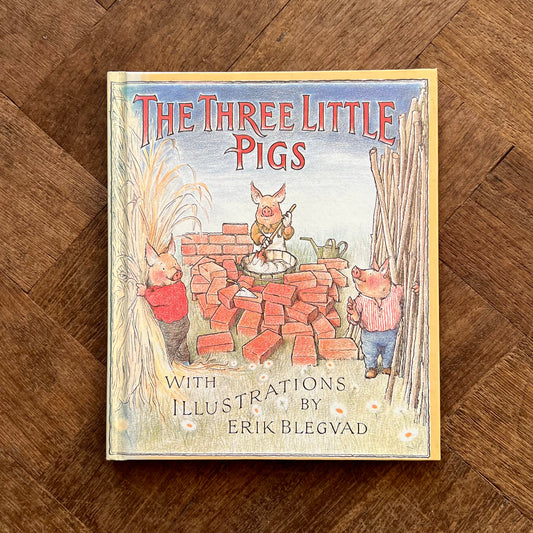 THE THREE LITTLE
PIGS
WITH
ILLUSTRATIONS
BY
ERIK BLEGVAD